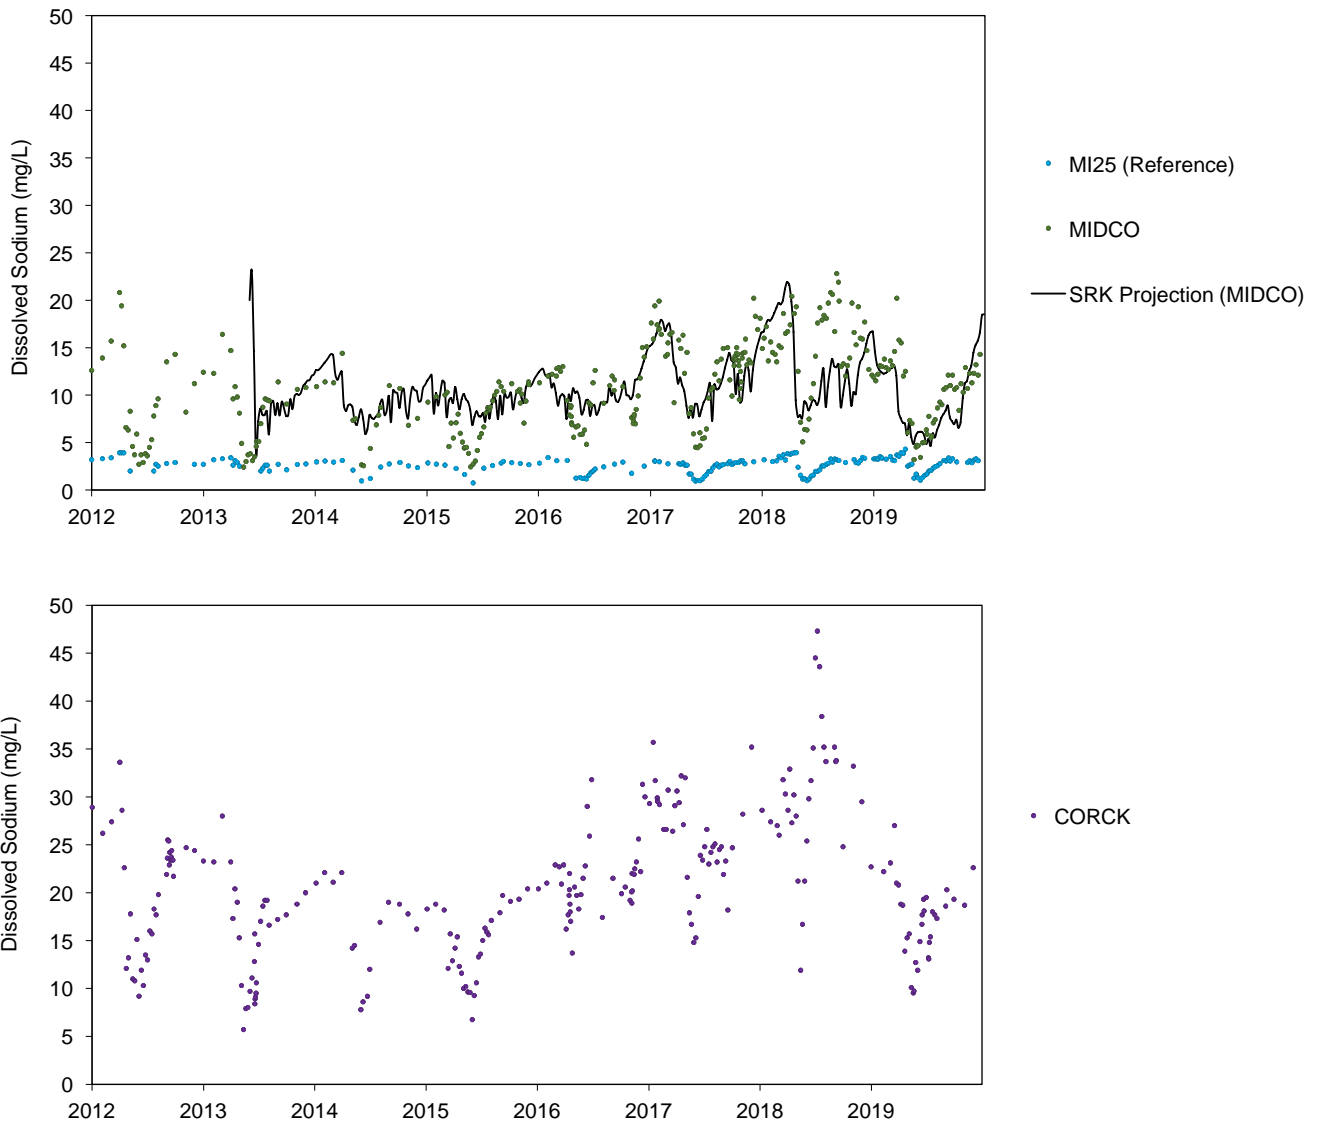 50
45
40
35
30
25
20
15
10
5
0
Dissolved Sodium (mg/L)
2012 2013 2014 2015 2016 2017 2018 2019
MI25 (Reference)
MIDCO
SRK Projection (MIDCO)
50
45
40
35
30
25
20
15
10
5
0
Dissolved Sodium (mg/L)
2012 2013 2014 2015 2016 2017 2018 2019
CORCK